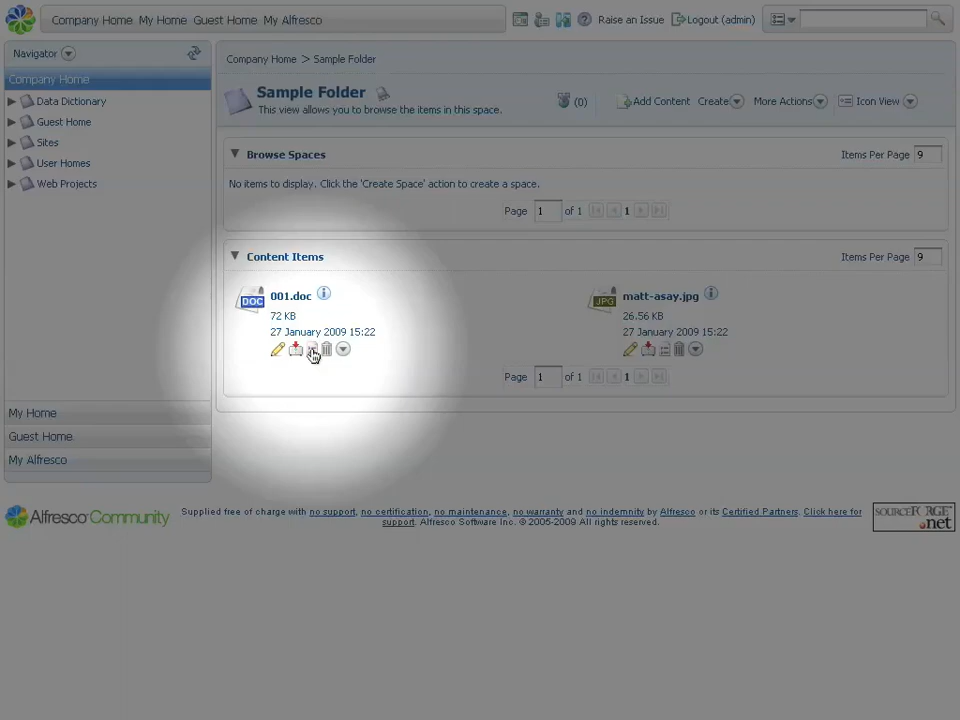 Company Home My Home Guest Home My Alfresco
Raise an Issue Logout (admin)
Navigator
Company Home
Data Dictionary
Guest Home
Sites
User Homes
Web Projects
My Home
Guest Home
My Alfresco
Company Home > Sample Folder
Sample Folder
This view allows you to browse the items in this space.
(0) Add Content Create More Actions Icon View
Browse Spaces Items Per Page 9
No items to display. Click the 'Create Space' action to create a space.
Page 1 of 1 1
Content Items Items Per Page 9
DOC 001.doc
72 KB
27 January 2009 15:22
JPG matt-asay.jpg
26.56 KB
27 January 2009 15:22
Page 1 of 1 1
Alfresco Community
Supplied free of charge with no support, no certification, no maintenance, no warranty and no indemnity by Alfresco or its Certified Partners. Click here for
support. Alfresco Software Inc. © 2005-2009 All rights reserved.
SOURCEFORGE
.net